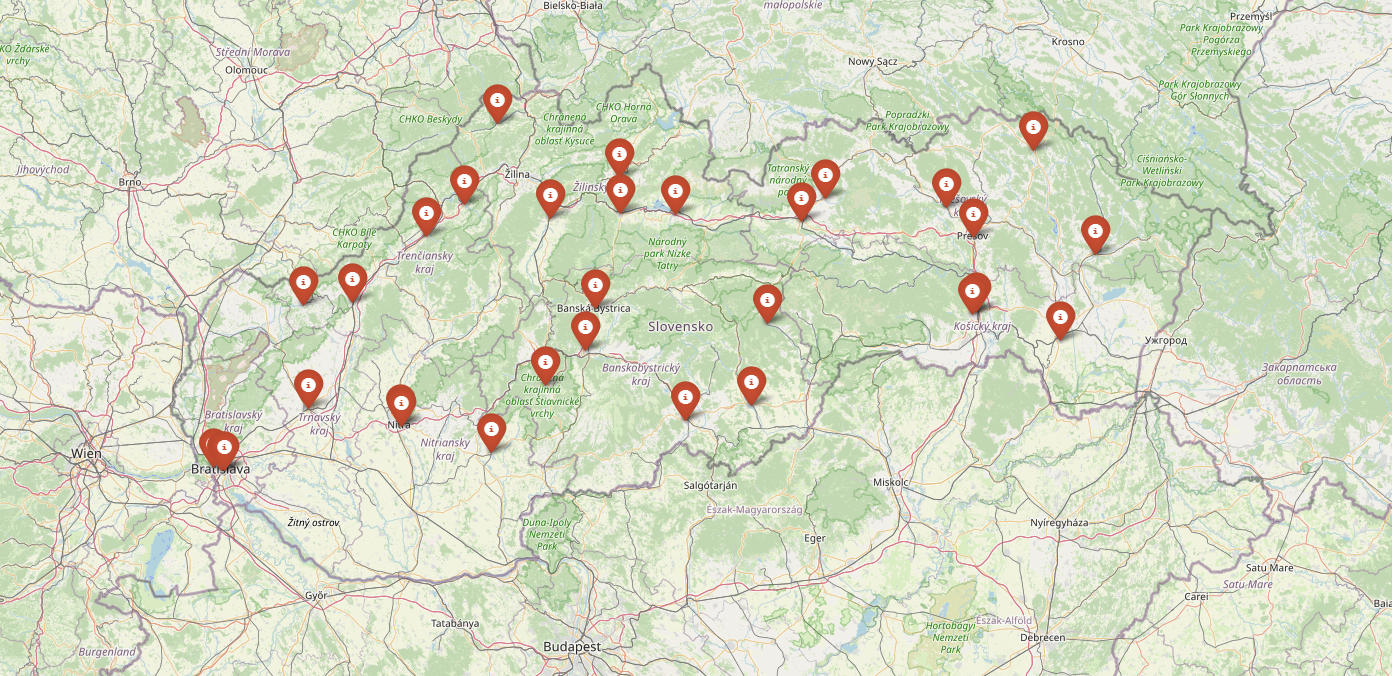 Bielsko-Biała
małopolskie
Przemyśl
Park Krajobrazowy
Pogórza
Przemyskiego
Krosno
KO Žďárské
vrchy
Střední Morava
Olomouc
Nowy Sącz
Park Krajobrazowy
Gór Słonnych
CHKO Beskydy
CHKO Horná
Orava
Chránená
krajinná
oblasť Kysuce
Popradzki
Park Krajobrazowy
Ciśniańsko-
Wetliński
Park Krajobrazowy
Jihovýchod
Brno
Žilina
Žilinsk
Tatranský
národný
pa
CHKO Bílé
Karpaty
Trenčiansky
kraj
Národný
park Nízke
Tatry
Prešov
Banská Bystrica
Slovensko
Košický kraj
Ужгород
Закарпатська
область
Banskobystrický
kraj
Chránená
krajinná
oblasť Štiavnické
vrchy
Bratislavský
kraj
Trnavský
kraj
Nitra
Nitriansky
kraj
Wien
Bratislava
Salgótarján
Miskolc
Észak-Magyarország
Žitný ostrov
Duna-Ipoly
Nemzeti
Park
Eger
Nyíregyháza
Satu Mare
Satu Mare
Carei
Baia
Győr
Tatabánya
Budapest
Hortobágyi
Nemzeti
Park
Észak-Alföld
Debrecen
Burgenland